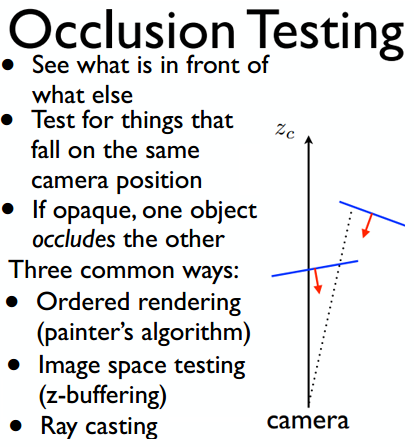 Occlusion Testing
• See what is in front of
what else
• Test for things that
fall on the same
camera position
• If opaque, one object
occludes the other
Three common ways:
• Ordered rendering
(painter's algorithm)
• Image space testing
(z-buffering)
• Ray casting
z_c
camera